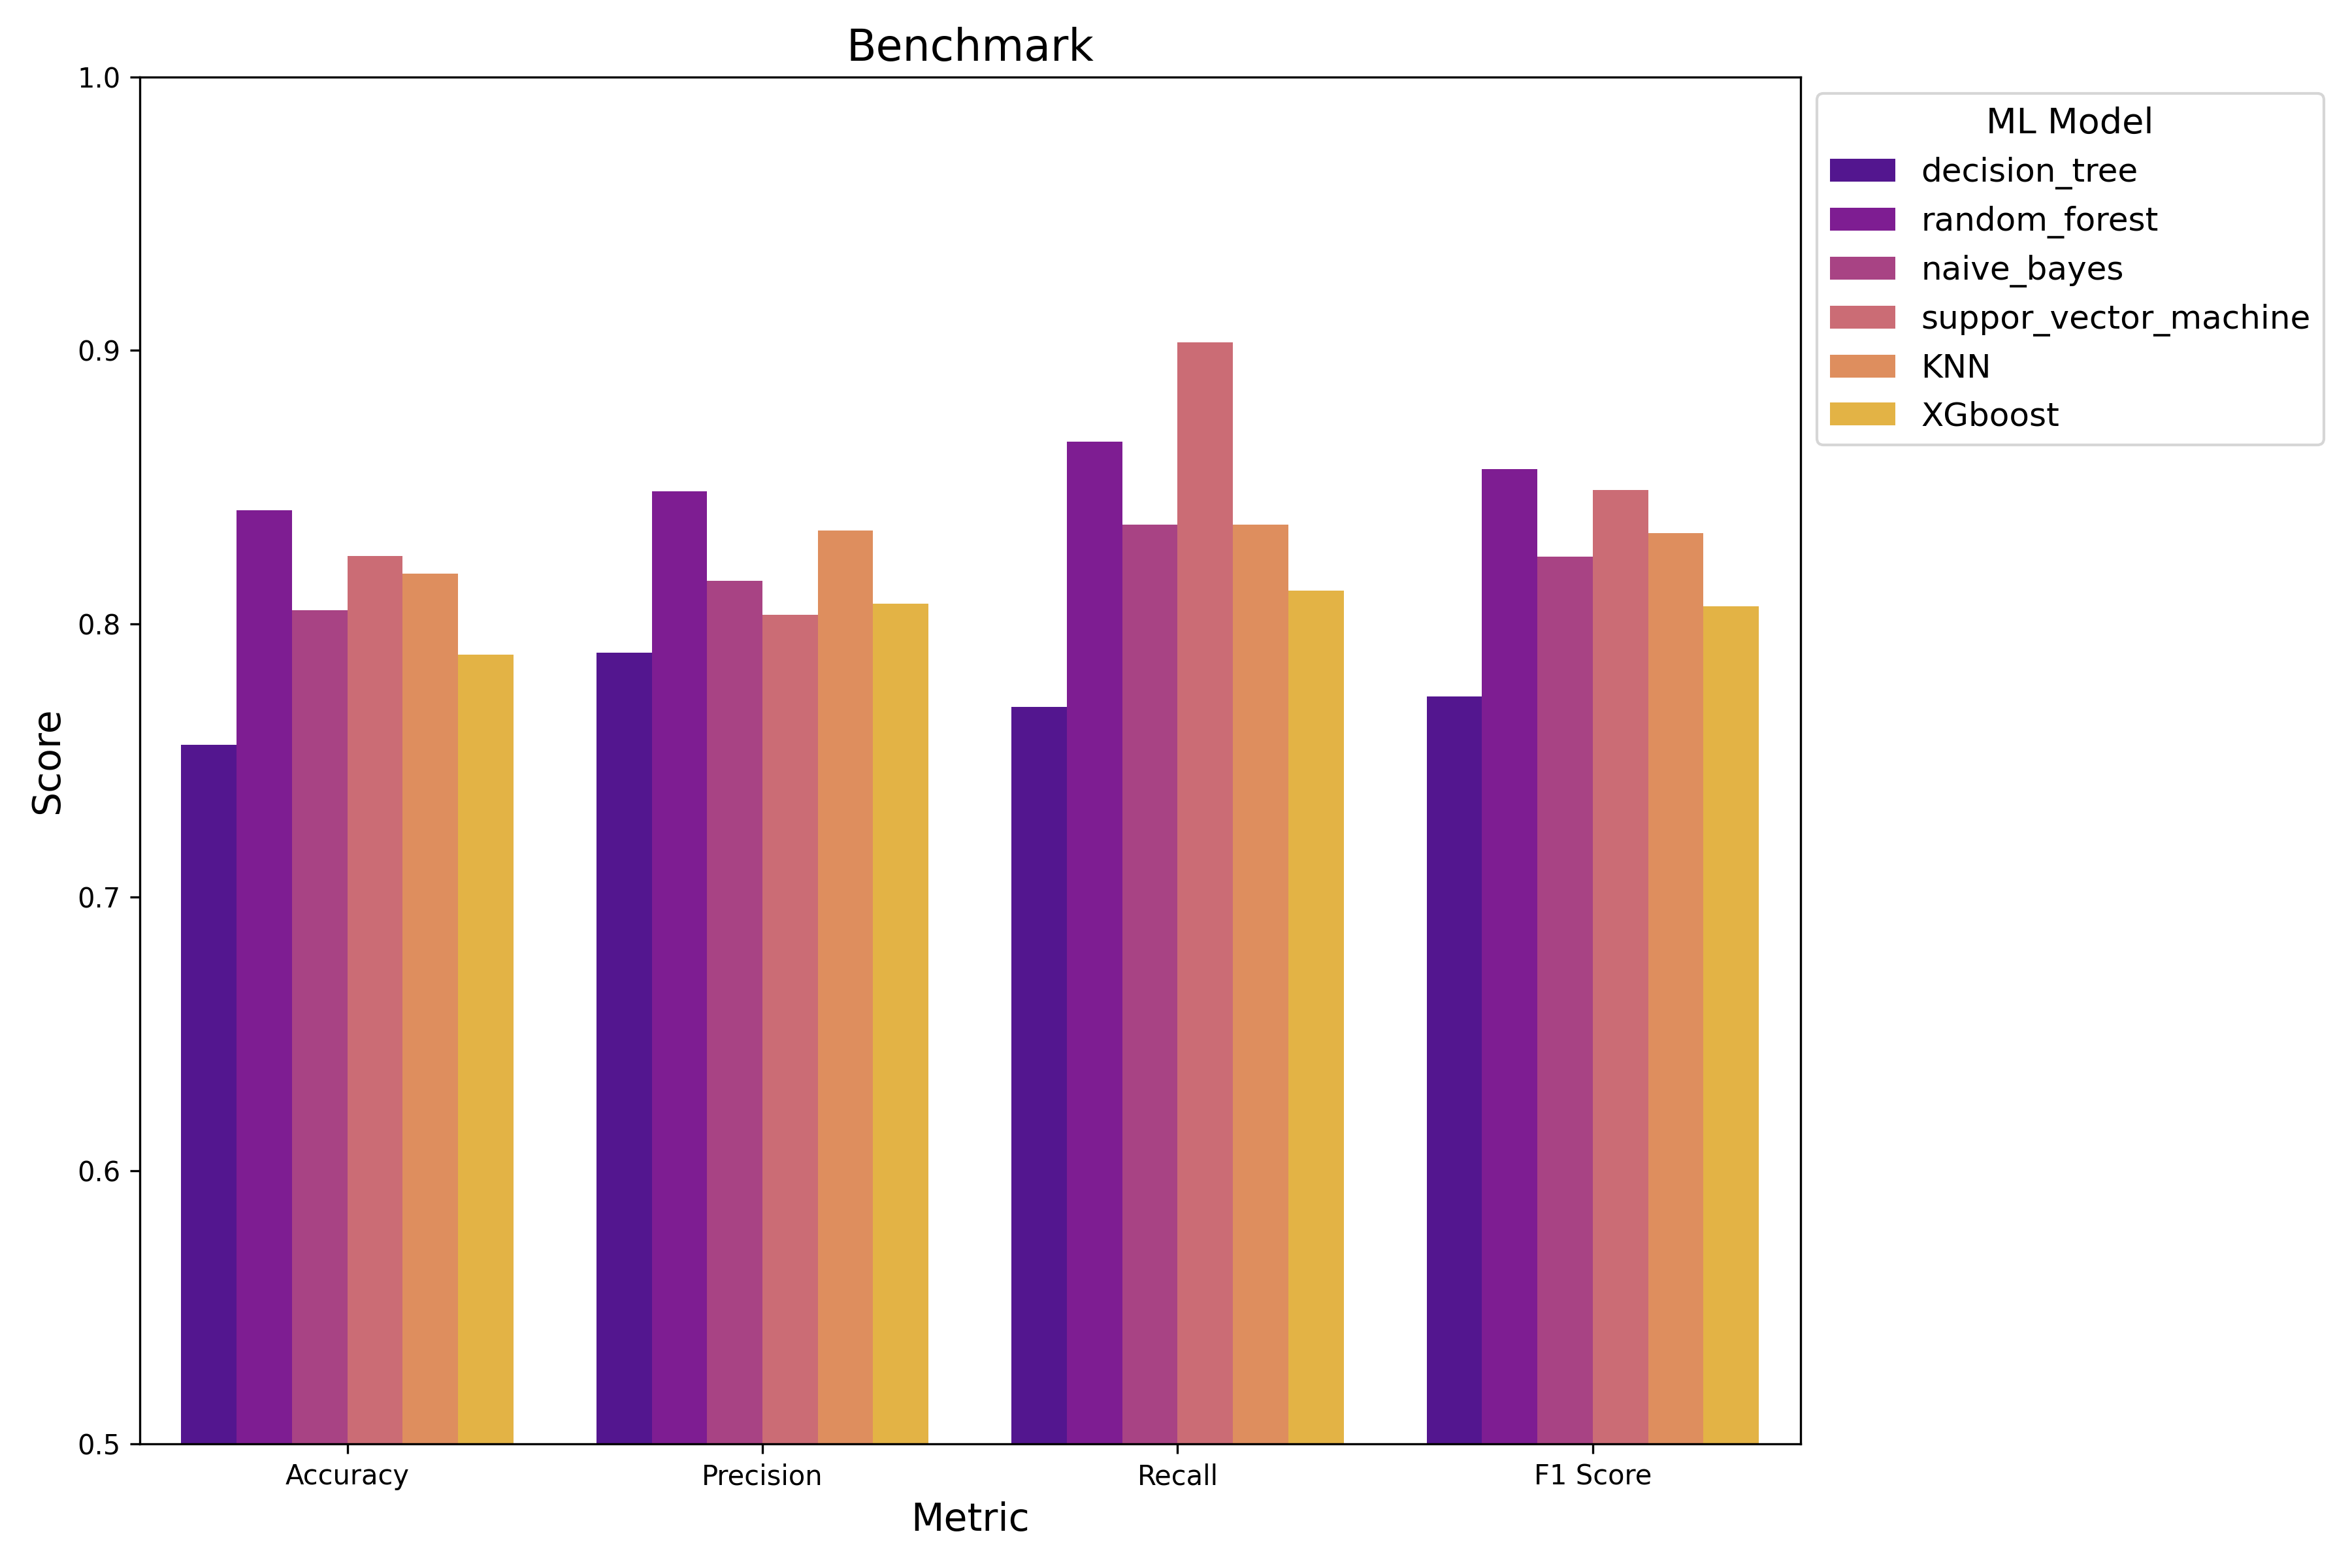 Benchmark
1.0
0.9
0.8
0.7
0.6
0.5
Score
Accuracy
Precision
Recall
F1 Score
Metric
ML Model
decision_tree
random_forest
naive_bayes
suppor_vector_machine
KNN
XGboost